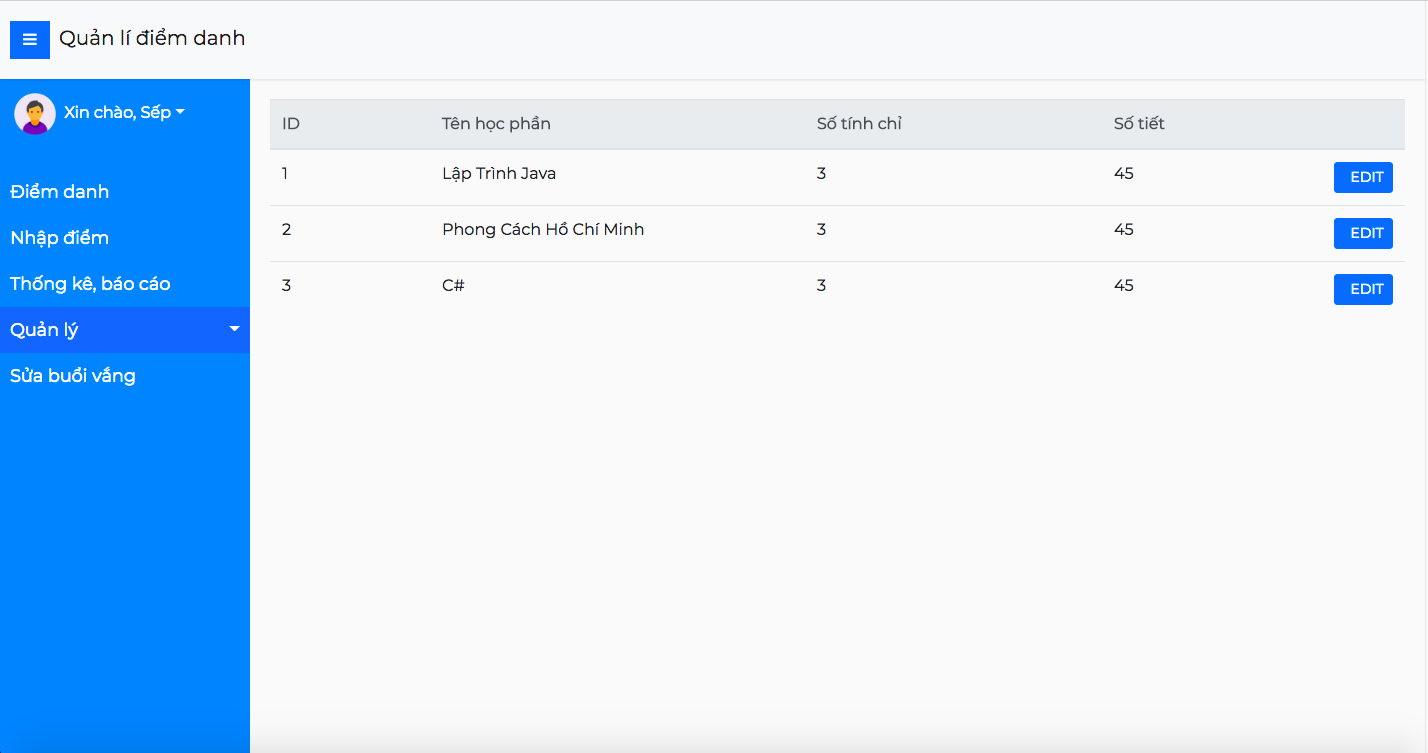 Quản lí điểm danh
Xin chào, Sếp
Điểm danh
Nhập điểm
Thống kê, báo cáo
Quản lý
Sửa buổi vắng
ID Tên học phần Số tính chỉ Số tiết
1 Lập Trình Java 3 45 EDIT
2 Phong Cách Hồ Chí Minh 3 45 EDIT
3 C# 3 45 EDIT